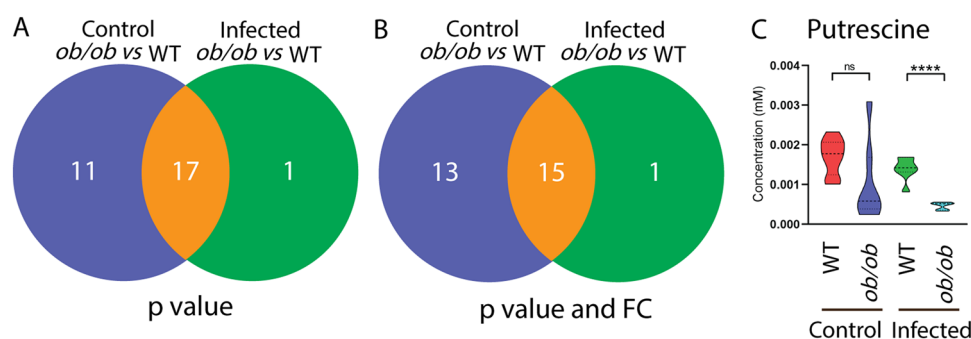 A
Control
ob/ob vs WT
Infected
ob/ob vs WT
11
17
1
p value
B
Control
ob/ob vs WT
Infected
ob/ob vs WT
13
15
1
p value and FC
C
Putrescine
Concentration (mM)
0.004
0.003
0.002
0.001
0.000
ns
****
WT
ob/ob
WT
ob/ob
Control
Infected